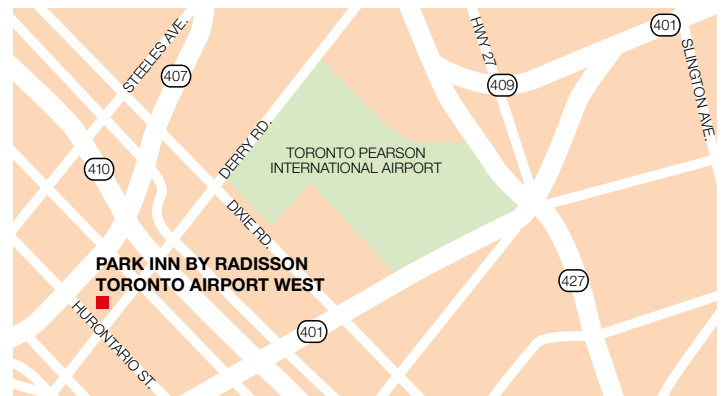 STEELES AVE.
407
HWY 27
401
SLINGTON AVE.
409
410
DERRY RD.
TORONTO PEARSON
INTERNATIONAL AIRPORT
DIXIE RD.
PARK INN BY RADISSON
TORONTO AIRPORT WEST
427
HURONTARIO ST.
401